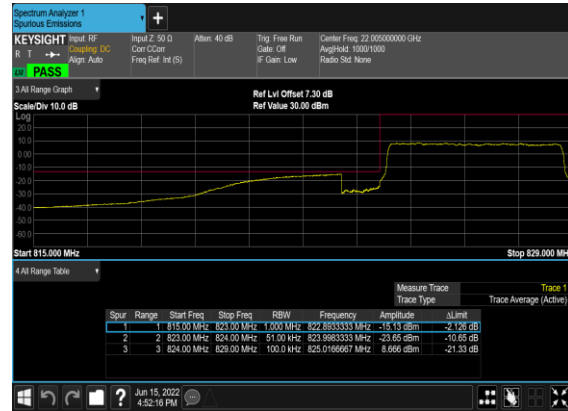 Spectrum Analyzer 1
Spurious Emissions
+
KEYSIGHT Input: RF Input Z: 50 Ω Atten: 40 dB Trig: Free Run Center Freq: 22.005000000 GHz
R T Coupling: DC Corr CCorr Gate: Off Avg|Hold: 1000/1000
Align: Auto Freq Ref: Int (S) IF Gain: Low Radio Std: None
PASS
3 All Range Graph
Ref Lvl Offset 7.30 dB
Scale/Div 10.0 dB Ref Value 30.00 dBm
Log
20.0
10.0
0.00
-10.0
-20.0
-30.0
-40.0
-50.0
-60.0
Start 815.000 MHz Stop 829.000 MH
4 All Range Table
Measure Trace Trace 1
Trace Type Trace Average (Active)
Spur Range Start Freq Stop Freq RBW Frequency Amplitude ΔLimit
1 1 815.00 MHz 823.00 MHz 1.000 MHz 822.8933333 MHz -15.13 dBm -2.126 dB
2 2 823.00 MHz 824.00 MHz 51.00 kHz 823.9983333 MHz -23.65 dBm -10.65 dB
3 3 824.00 MHz 829.00 MHz 100.0 kHz 825.0166667 MHz 8.666 dBm -21.33 dB
? Jun 15, 2022
4:52:16 PM